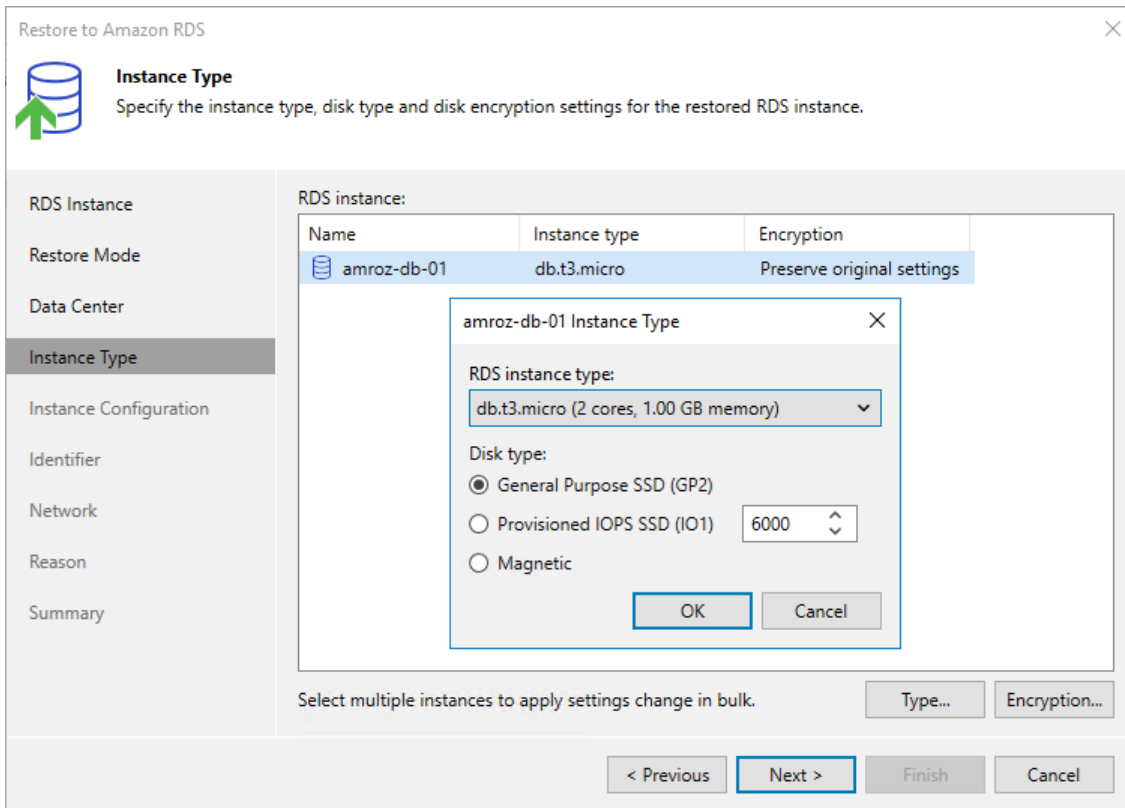 Restore to Amazon RDS
Instance Type
Specify the instance type, disk type and disk encryption settings for the restored RDS instance.
RDS Instance
Restore Mode
Data Center
Instance Type
Instance Configuration
Identifier
Network
Reason
Summary
RDS instance:
Name Instance type Encryption
amroz-db-01 db.t3.micro Preserve original settings
amroz-db-01 Instance Type
RDS instance type:
db.t3.micro (2 cores, 1.00 GB memory)
Disk type:
General Purpose SSD (GP2)
Provisioned IOPS SSD (IO1) 6000
Magnetic
OK Cancel
Select multiple instances to apply settings change in bulk. Type... Encryption...
< Previous Next > Finish Cancel